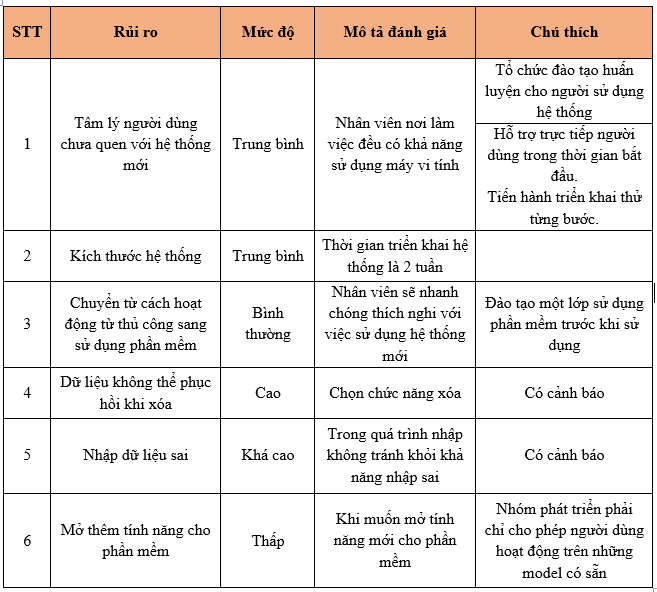 STT
Rủi ro
Mức độ
Mô tả đánh giá
Chú thích
1
Tâm lý người dùng
chưa quen với hệ thống
mới
Trung bình
Nhân viên nơi làm
việc đều có khả năng
sử dụng máy vi tính
Tổ chức đào tạo huấn
luyện cho người sử dụng
hệ thống
Hỗ trợ trực tiếp người
dùng trong thời gian bắt
đầu.
Tiến hành triển khai thử
từng bước.
2
Kích thước hệ thống
Trung bình
Thời gian triển khai hệ
thống là 2 tuần
3
Chuyển từ cách hoạt
động từ thủ công sang
sử dụng phần mềm
Bình
thường
Nhân viên sẽ nhanh
chóng thích nghi với
việc sử dụng hệ thống
mới
Đào tạo một lớp sử dụng
phần mềm trước khi sử
dụng
4
Dữ liệu không thể phục
hồi khi xóa
Cao
Chọn chức năng xóa
Có cảnh báo
5
Nhập dữ liệu sai
Khá cao
Trong quá trình nhập
không tránh khỏi khả
năng nhập sai
Có cảnh báo
6
Mở thêm tính năng cho
phần mềm
Thấp
Khi muốn mở tính
năng mới cho phần
mềm
Nhóm phát triển phải
chỉ cho phép người dùng
hoạt động trên những
model có sẵn